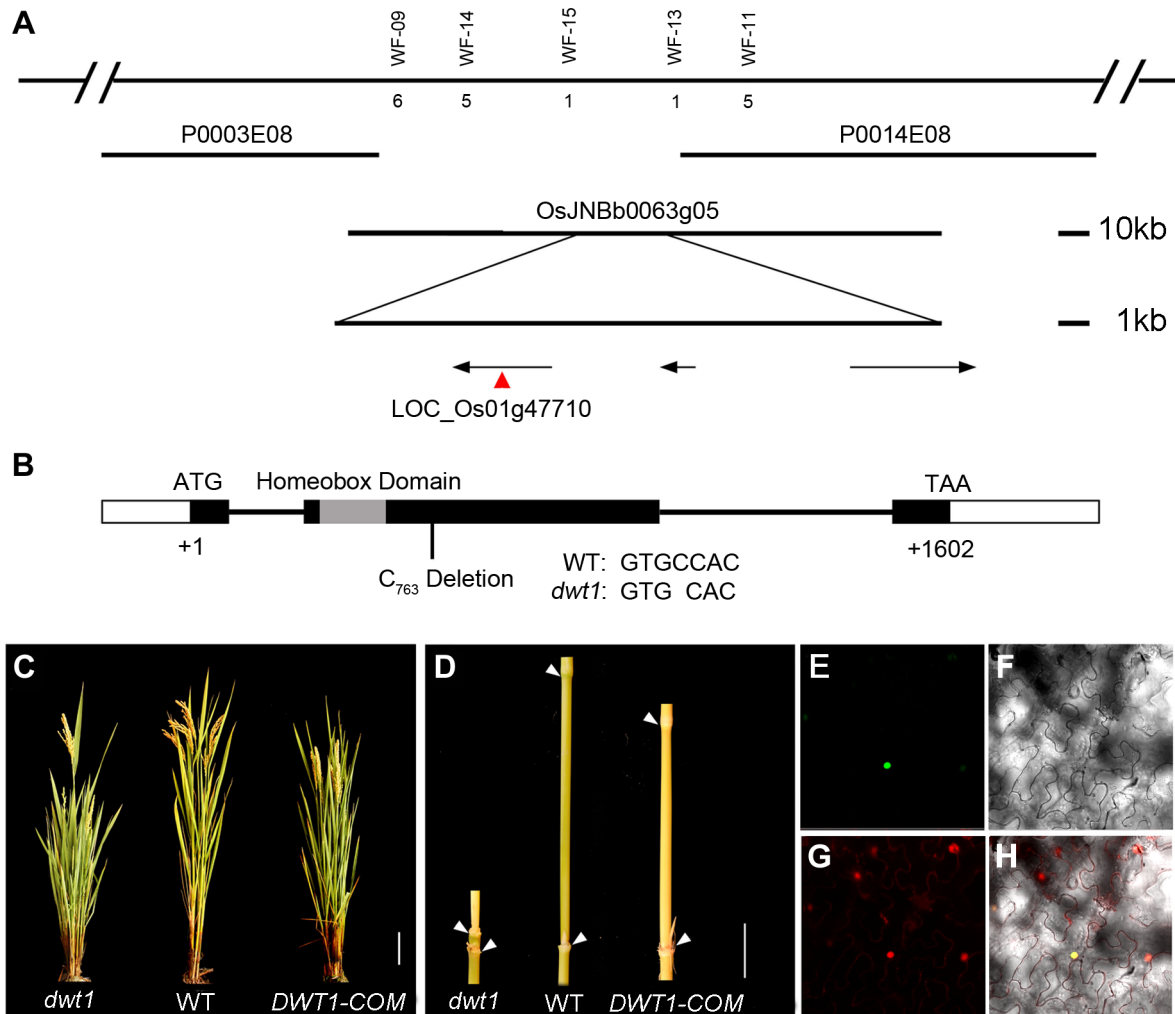 A
WF-09
WF-14
WF-15
WF-13
WF-11
6
5
1
1
5
P0003E08
P0014E08
OsJNBb0063g05
10kb
1kb
LOC_Os01g47710
B
ATG
Homeobox Domain
TAA
+1
+1602
C763 Deletion
WT: GTGCCAC
dwt1: GTG CAC
C
D
E
F
G
H
dwt1
WT
DWT1-COM
dwt1
WT
DWT1-COM